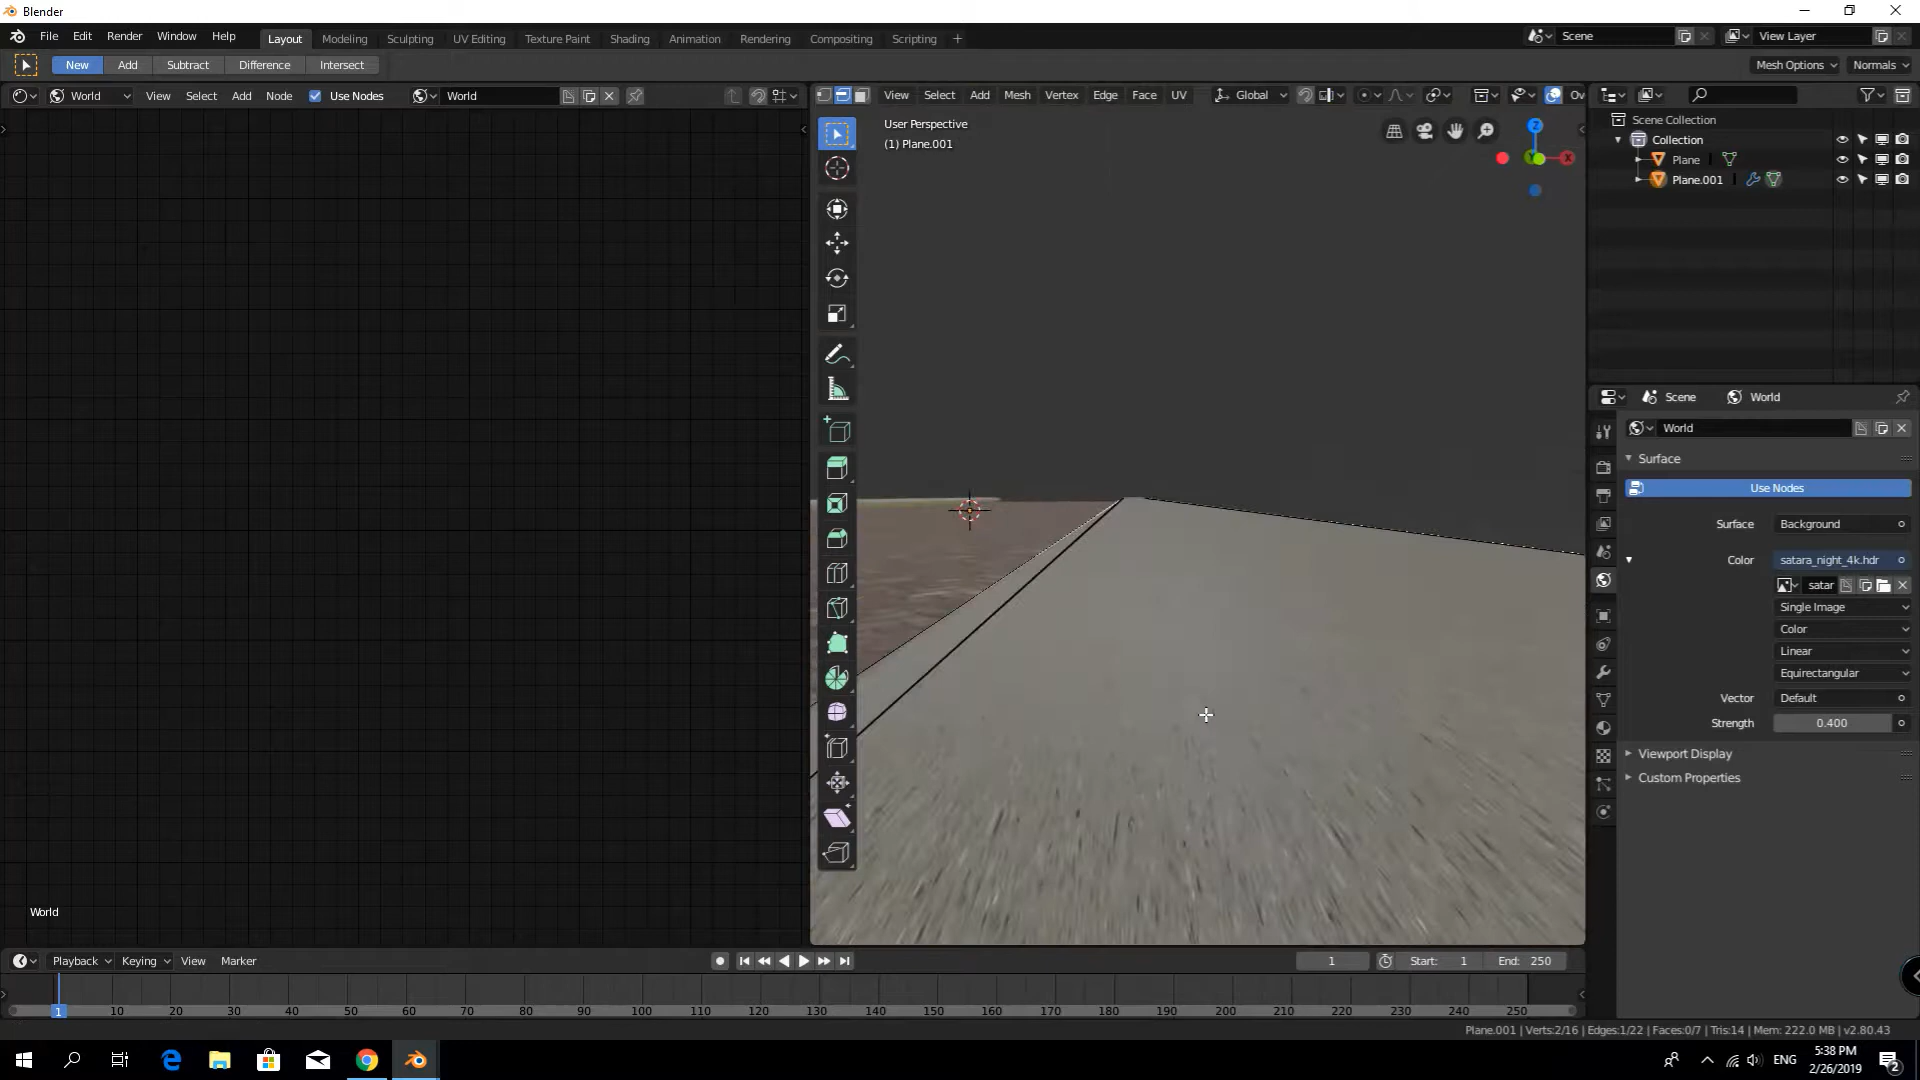 Blender
File Edit Render Window Help Layout Modeling Sculpting UV Editing Texture Paint Shading Animation Rendering Compositing Scripting + Scene View Layer
New Add Subtract Difference Intersect Mesh Options Normals
World View Select Add Node Use Nodes World View Select Add Mesh Vertex Edge Face UV Global Ov
User Perspective
(1) Plane.001
Z
Y
X
Scene Collection
Collection
Plane
Plane.001
Scene World
World
Surface
Use Nodes
Surface Background
Color satara_night_4k.hdr
satar
Single Image
Color
Linear
Equirectangular
Vector Default
Strength 0.400
Viewport Display
Custom Properties
World
Playback Keying View Marker 1 Start: 1 End: 250
1 10 20 30 40 50 60 70 80 90 100 110 120 130 140 150 160 170 180 190 200 210 220 230 240 250
Plane.001 | Verts:2/16 | Edges:1/22 | Faces:0/7 | Tris:14 | Mem: 222.0 MB | v2.80.43
ENG
5:38 PM
2/26/2019
2